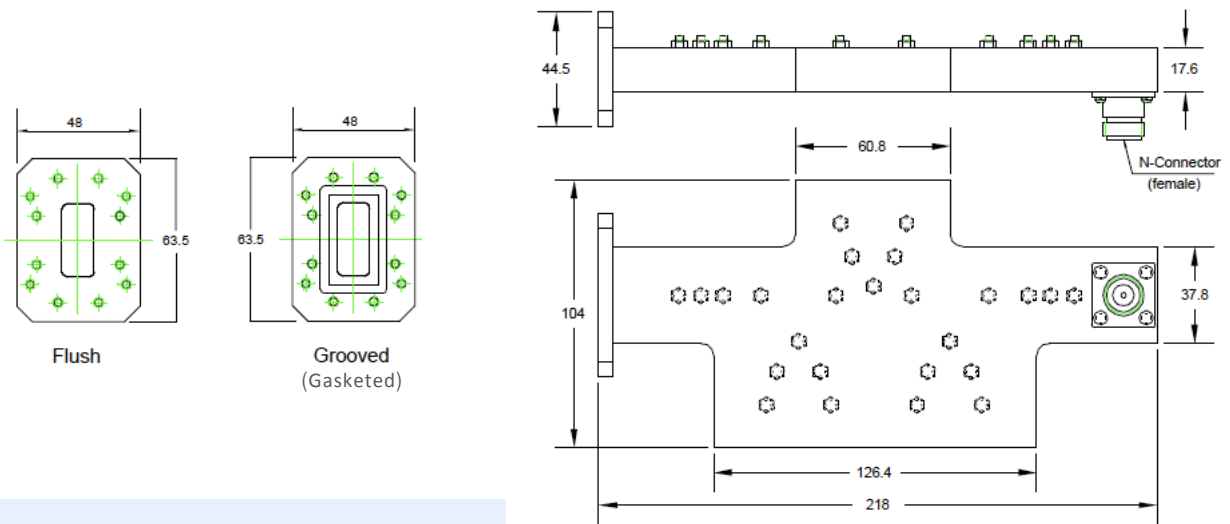 48
63.5
Flush
48
63.5
Grooved
(Gasketed)
44.5
17.6
N-Connector
(female)
60.8
104
37.8
126.4
218